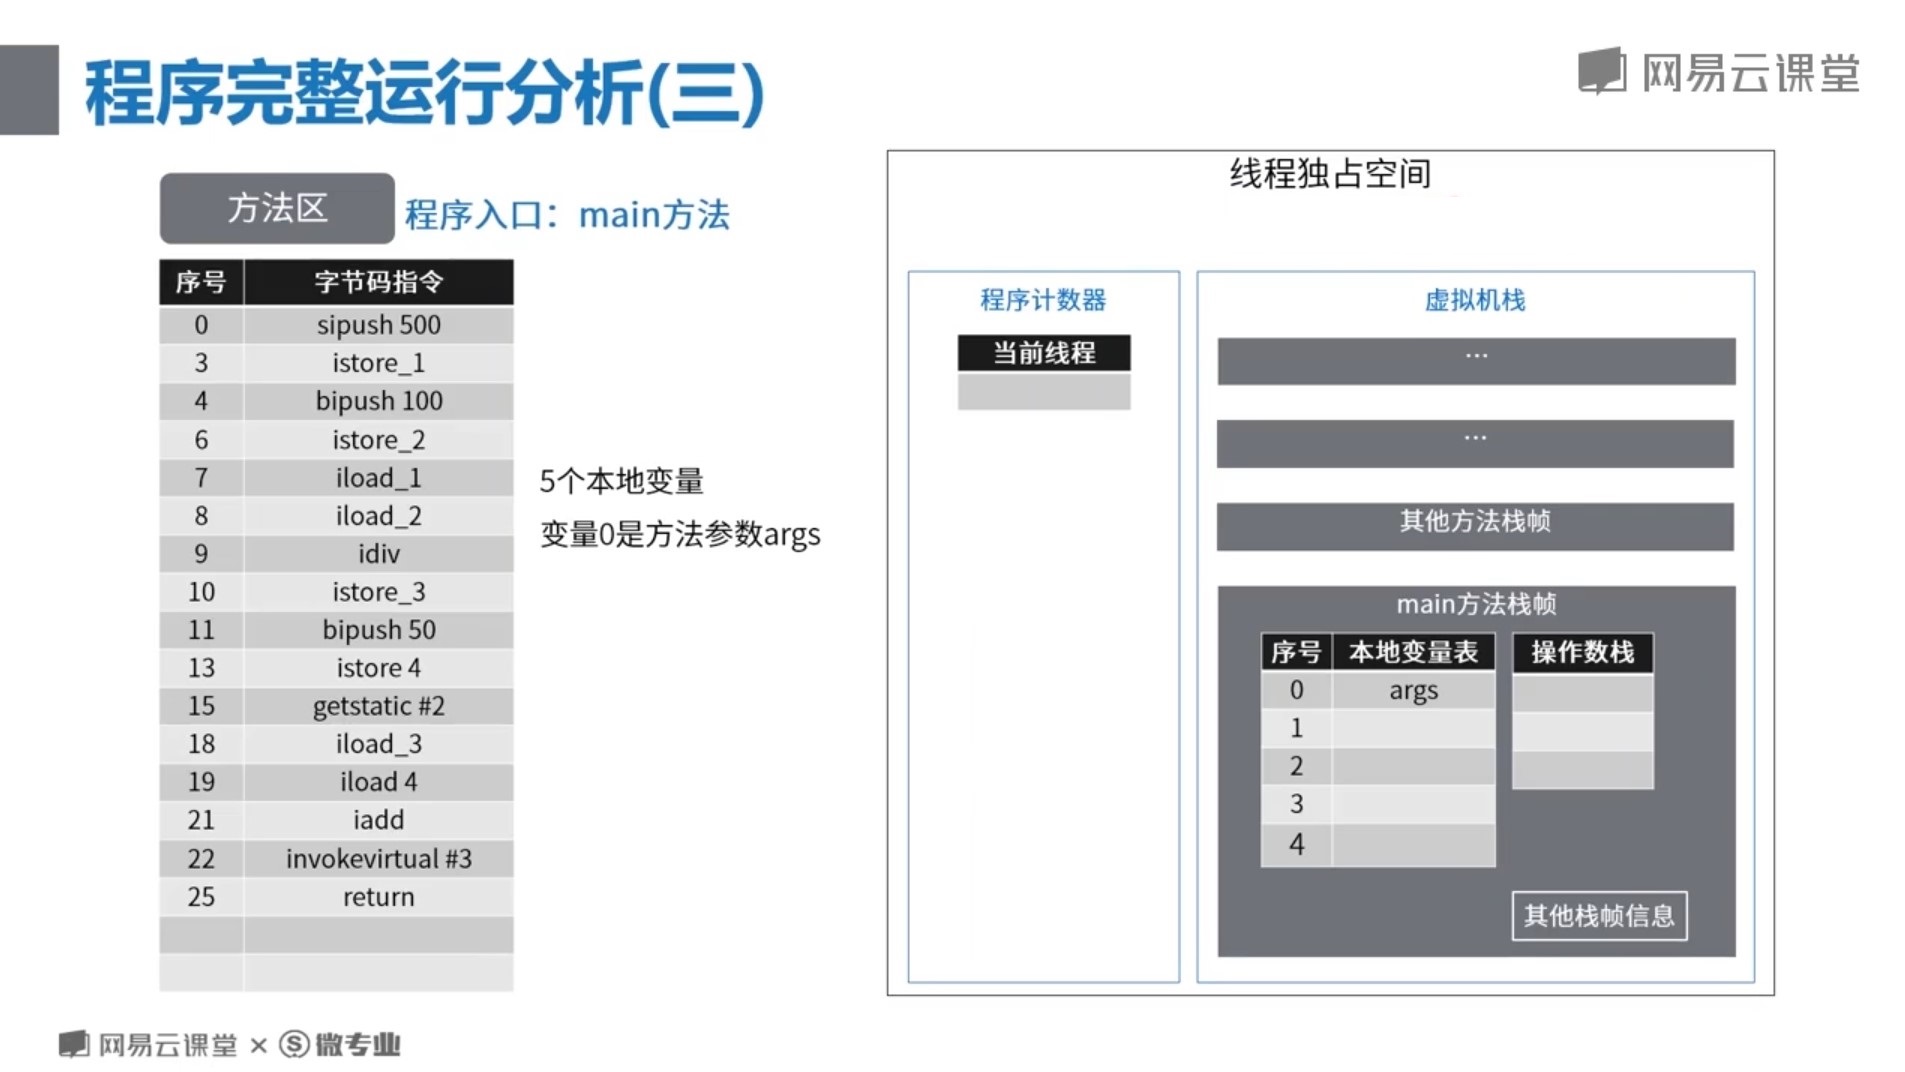 程序完整运行分析(三)
网易云课堂
方法区
程序入口：main方法
序号 字节码指令
0 sipush 500
3 istore_1
4 bipush 100
6 istore_2
7 iload_1
8 iload_2
9 idiv
10 istore_3
11 bipush 50
13 istore 4
15 getstatic #2
18 iload_3
19 iload 4
21 iadd
22 invokevirtual #3
25 return
5个本地变量
变量0是方法参数args
线程独占空间
程序计数器
当前线程
虚拟机栈
...
...
其他方法栈帧
main方法栈帧
序号 本地变量表
0 args
1
2
3
4
操作数栈
其他栈帧信息
网易云课堂 × S 微专业